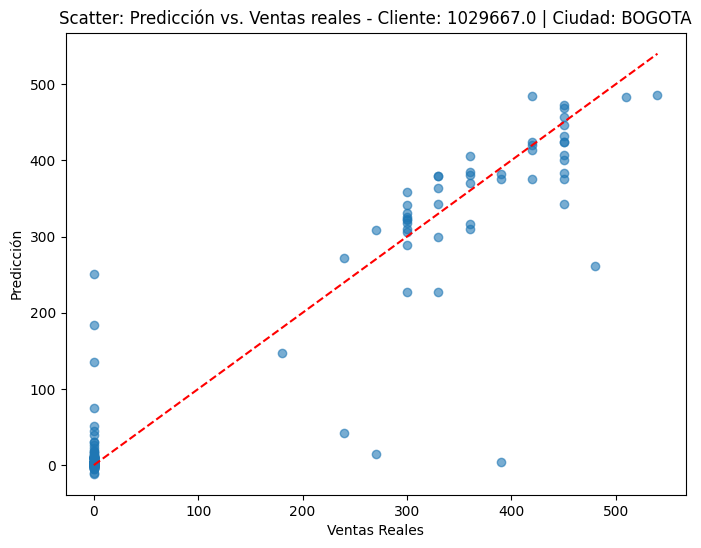 Scatter: Predicción vs. Ventas reales - Cliente: 1029667.0 | Ciudad: BOGOTA
Predicción
500
400
300
200
100
0
0 100 200 300 400 500
Ventas Reales